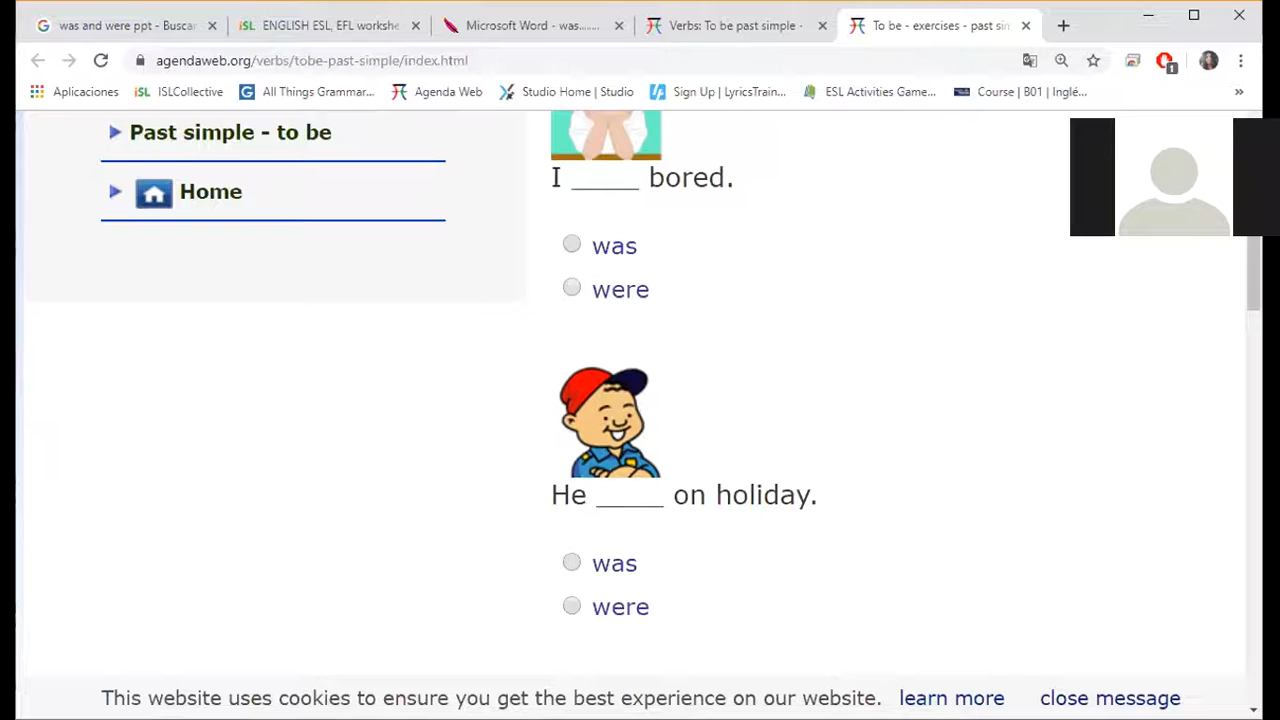 was and were ppt - Buscar
ENGLISH ESL, EFL workshe
Microsoft Word - was.......
Verbs: To be past simple -
To be - exercises - past sin
agendaweb.org/verbs/tobe-past-simple/index.html
1
Aplicaciones
iSLCollective
All Things Grammar...
Agenda Web
Studio Home | Studio
Sign Up | LyricsTrain...
ESL Activities Game...
Course | B01 | Inglé...
»
Past simple - to be
Home
I _____ bored.
was
were
He _____ on holiday.
was
were
This website uses cookies to ensure you get the best experience on our website. learn more close message